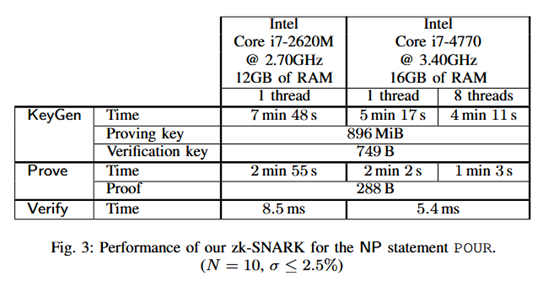 Intel Intel
Core i7-2620M Core i7-4770
@ 2.70GHz @ 3.40GHz
12GB of RAM 16GB of RAM
1 thread 1 thread 8 threads
KeyGen Time 7 min 48 s 5 min 17 s 4 min 11 s
Proving key 896 MiB
Verification key 749 B
Prove Time 2 min 55 s 2 min 2 s 1 min 3 s
Proof 288 B
Verify Time 8.5 ms 5.4 ms
Fig. 3: Performance of our zk-SNARK for the NP statement POUR.
(N = 10, σ ≤ 2.5%)